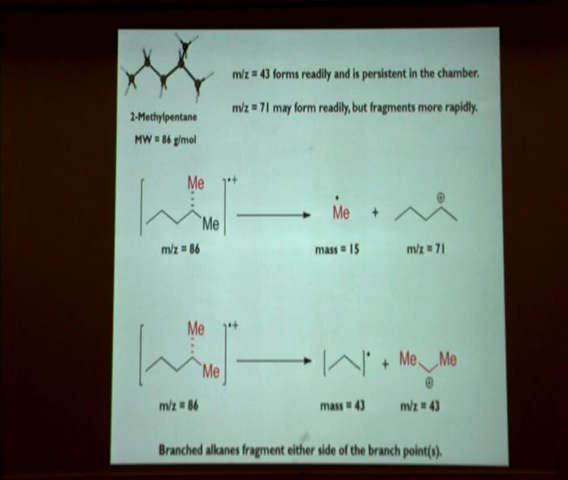 m/z = 43 forms readily and is persistent in the chamber.
m/z = 71 may form readily, but fragments more rapidly.
2-Methylpentane
MW = 86 g/mol
Me
•+
Me
Me
+
⊕
m/z = 86
mass = 15
m/z = 71
Me
•+
Me
•
+
Me
Me
⊕
m/z = 86
mass = 43
m/z = 43
Branched alkanes fragment either side of the branch point(s).